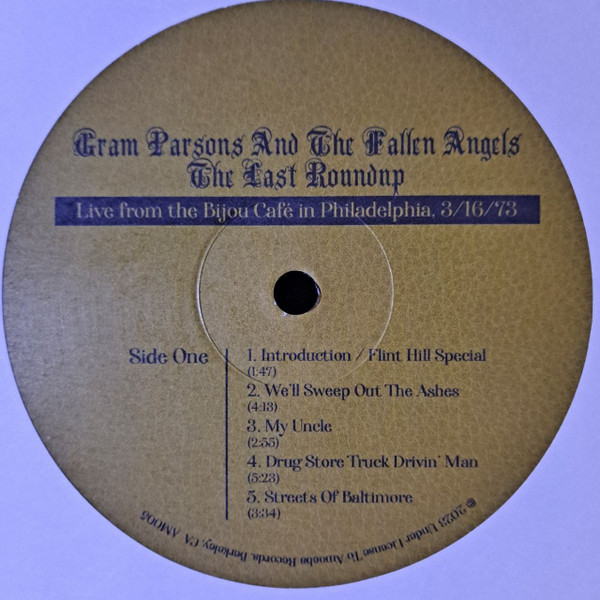 Gram Parsons And The Fallen Angels
The Last Roundup
Live from the Bijou Café in Philadelphia, 3/16/73
Side One
1. Introduction / Flint Hill Special
(1:47)
2. We'll Sweep Out The Ashes
(4:13)
3. My Uncle
(2:55)
4. Drug Store Truck Drivin' Man
(5:23)
5. Streets Of Baltimore
(3:34)
℗ 2023 Under License To Amoeba Records, Berkeley, CA AM005